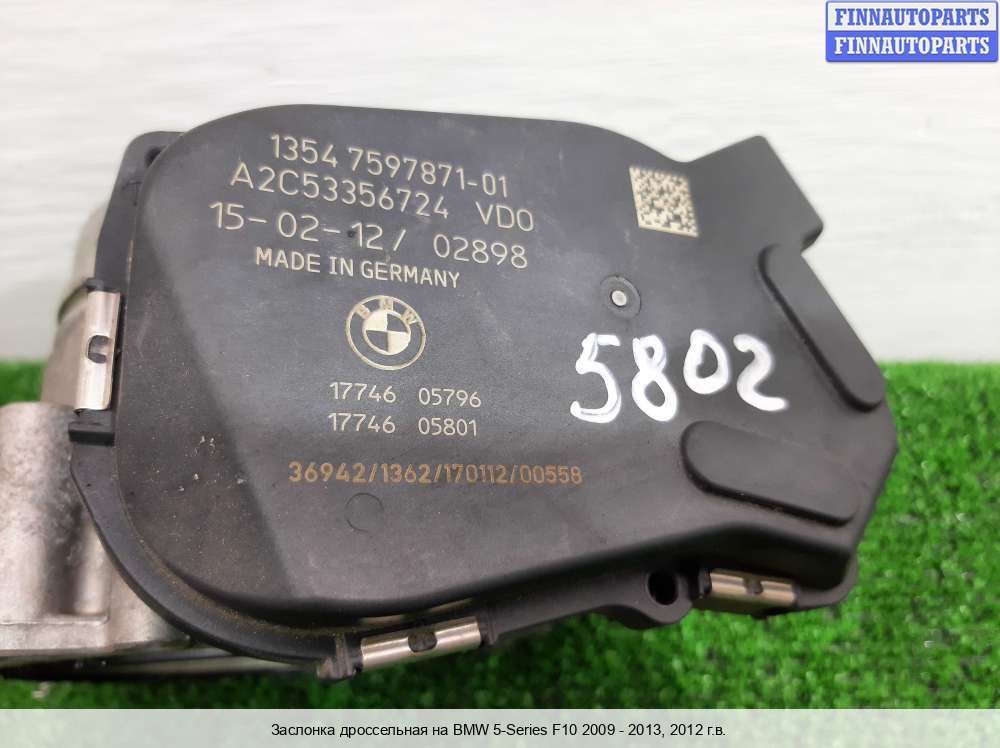 FINNAUTOPARTS
FINNAUTOPARTS
1354 7597871-01
A2C53356724 VDO
15-02-12/ 02898
MADE IN GERMANY
BMW
17746 05796
17746 05801
36942/1362/170112/00558
5802
Заслонка дроссельная на BMW 5-Series F10 2009 - 2013, 2012 г.в.